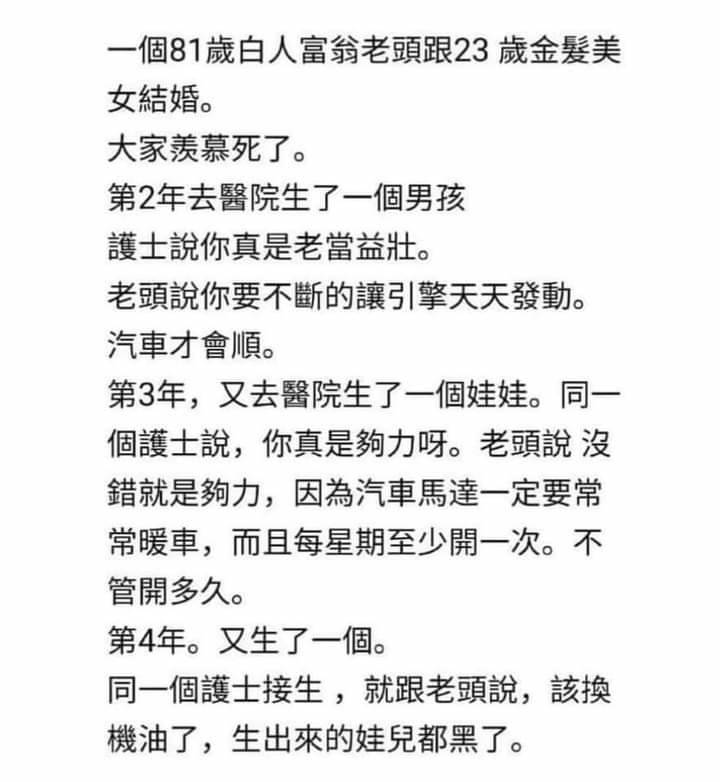 一個81歲白人富翁老頭跟23 歲金髮美
女結婚。
大家羨慕死了。
第2年去醫院生了一個男孩
護士說你真是老當益壯。
老頭說你要不斷的讓引擎天天發動。
汽車才會順。
第3年，又去醫院生了一個娃娃。同一
個護士說，你真是夠力呀。老頭說 沒
錯就是夠力，因為汽車馬達一定要常
常暖車，而且每星期至少開一次。不
管開多久。
第4年。又生了一個。
同一個護士接生 ，就跟老頭說，該換
機油了，生出來的娃兒都黑了。